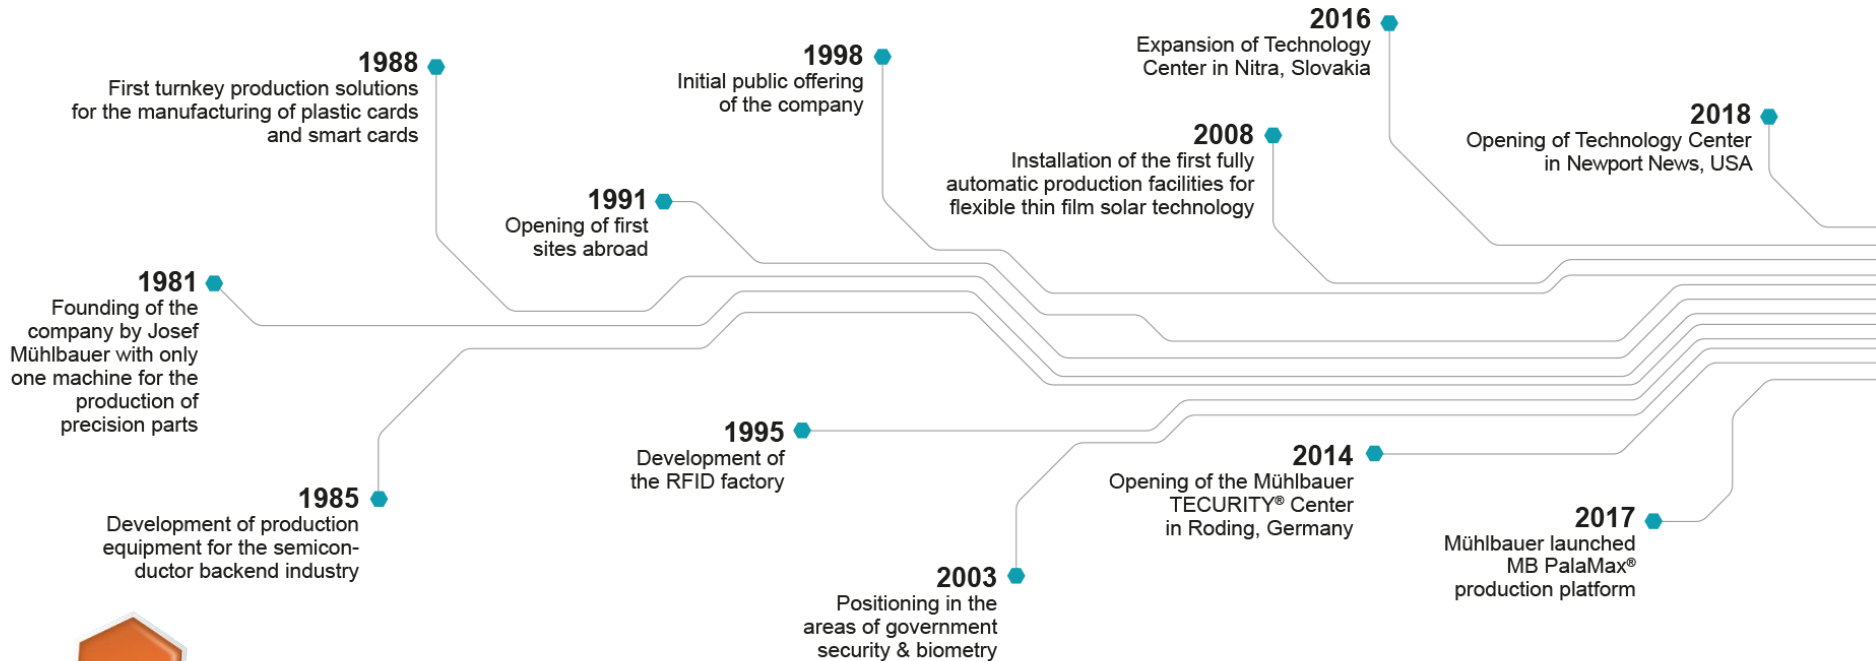 1981
Founding of the
company by Josef
Mühlbauer with only
one machine for the
production of
precision parts
1985
Development of production
equipment for the semicon-
ductor backend industry
1988
First turnkey production solutions
for the manufacturing of plastic cards
and smart cards
1991
Opening of first
sites abroad
1995
Development of
the RFID factory
1998
Initial public offering
of the company
2003
Positioning in the
areas of government
security & biometry
2008
Installation of the first fully
automatic production facilities for
flexible thin film solar technology
2014
Opening of the Mühlbauer
TECURITY® Center
in Roding, Germany
2016
Expansion of Technology
Center in Nitra, Slovakia
2017
Mühlbauer launched
MB PalaMax®
production platform
2018
Opening of Technology Center
in Newport News, USA